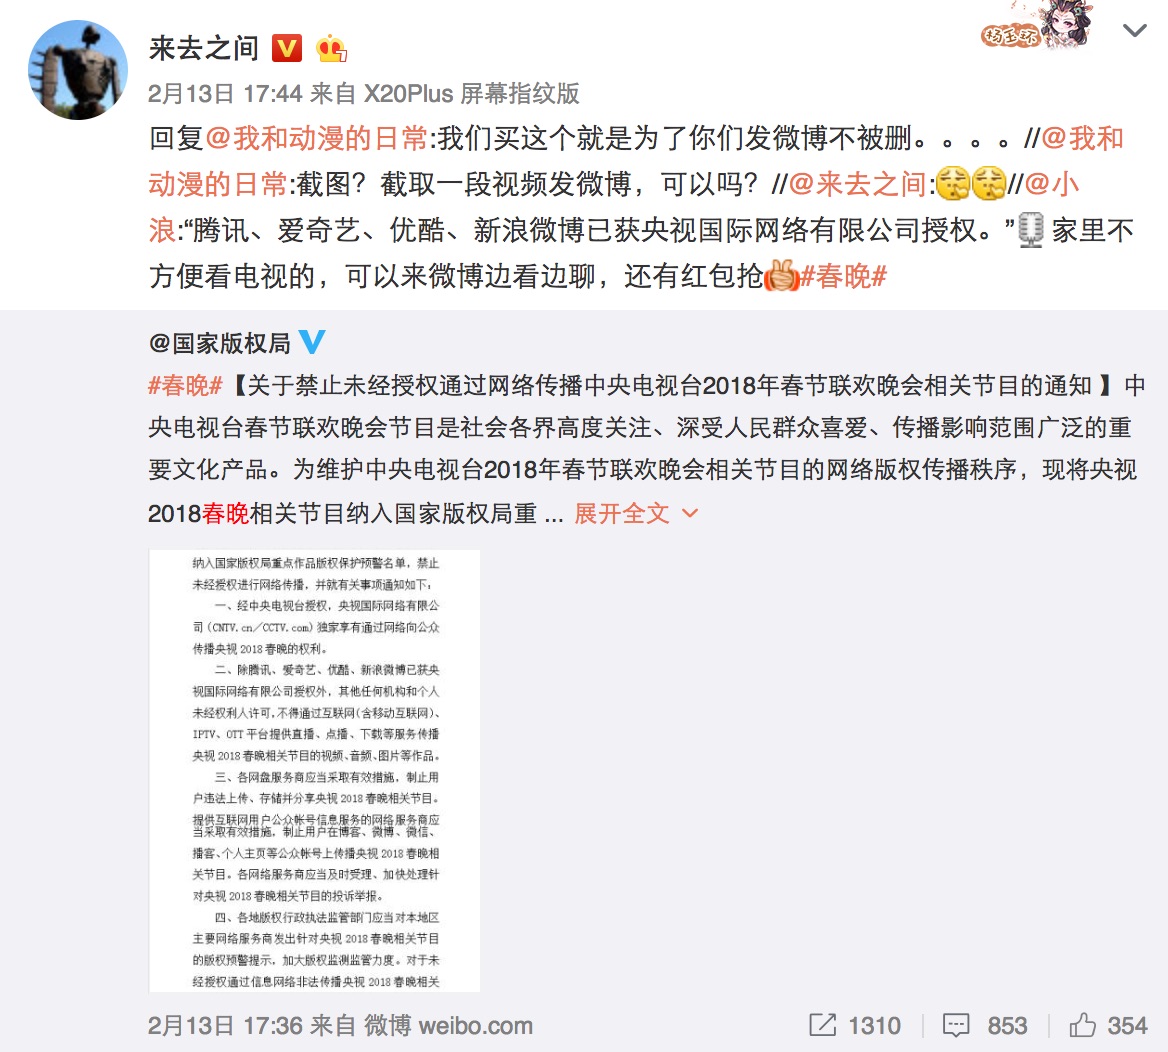 杨玉环
来去之间
2月13日 17:44 来自 X20Plus 屏幕指纹版
回复@我和动漫的日常:我们买这个就是为了你们发微博不被删。。。。//@我和
动漫的日常:截图？截取一段视频发微博，可以吗？//@来去之间://@小
浪:“腾讯、爱奇艺、优酷、新浪微博已获央视国际网络有限公司授权。”家里不
方便看电视的，可以来微博边看边聊，还有红包抢#春晚#
@国家版权局
#春晚#【关于禁止未经授权通过网络传播中央电视台2018年春节联欢晚会相关节目的通知 】中
央电视台春节联欢晚会节目是社会各界高度关注、深受人民群众喜爱、传播影响范围广泛的重
要文化产品。为维护中央电视台2018年春节联欢晚会相关节目的网络版权传播秩序，现将央视
2018春晚相关节目纳入国家版权局重 ... 展开全文
纳入国家版权局重点作品版权保护预警名单，禁止
未经授权进行网络传播，并就有关事项通知如下：
一、经中央电视台授权，央视国际网络有限公
司（CNTV.cn／CCTV.com）独家享有通过网络向公众
传播央视 2018 春晚的权利。
二、除腾讯、爱奇艺、优酷、新浪微博已获央
视国际网络有限公司授权外，其他任何机构和个人
未经权利人许可，不得通过互联网（含移动互联网）、
IPTV、OTT 平台提供直播、点播、下载等服务传播
央视 2018 春晚相关节目的视频、音频、图片等作品。
三、各网盘服务商应当采取有效措施，制止用
户违法上传、存储并分享央视 2018 春晚相关节目。
提供互联网用户公众帐号信息服务的网络服务商应
当采取有效措施，制止用户在博客、微博、微信、
播客、个人主页等公众帐号上传播央视 2018 春晚相
关节目。各网络服务商应当及时受理、加快处理针
对央视 2018 春晚相关节目的投诉举报。
四、各地版权行政执法监管部门应当对本地区
主要网络服务商发出针对央视 2018 春晚相关节目
的版权预警提示，加大版权监测监管力度。对于未
经授权通过信息网络非法传播央视 2018 春晚相关
2月13日 17:36 来自 微博 weibo.com
1310 853 354